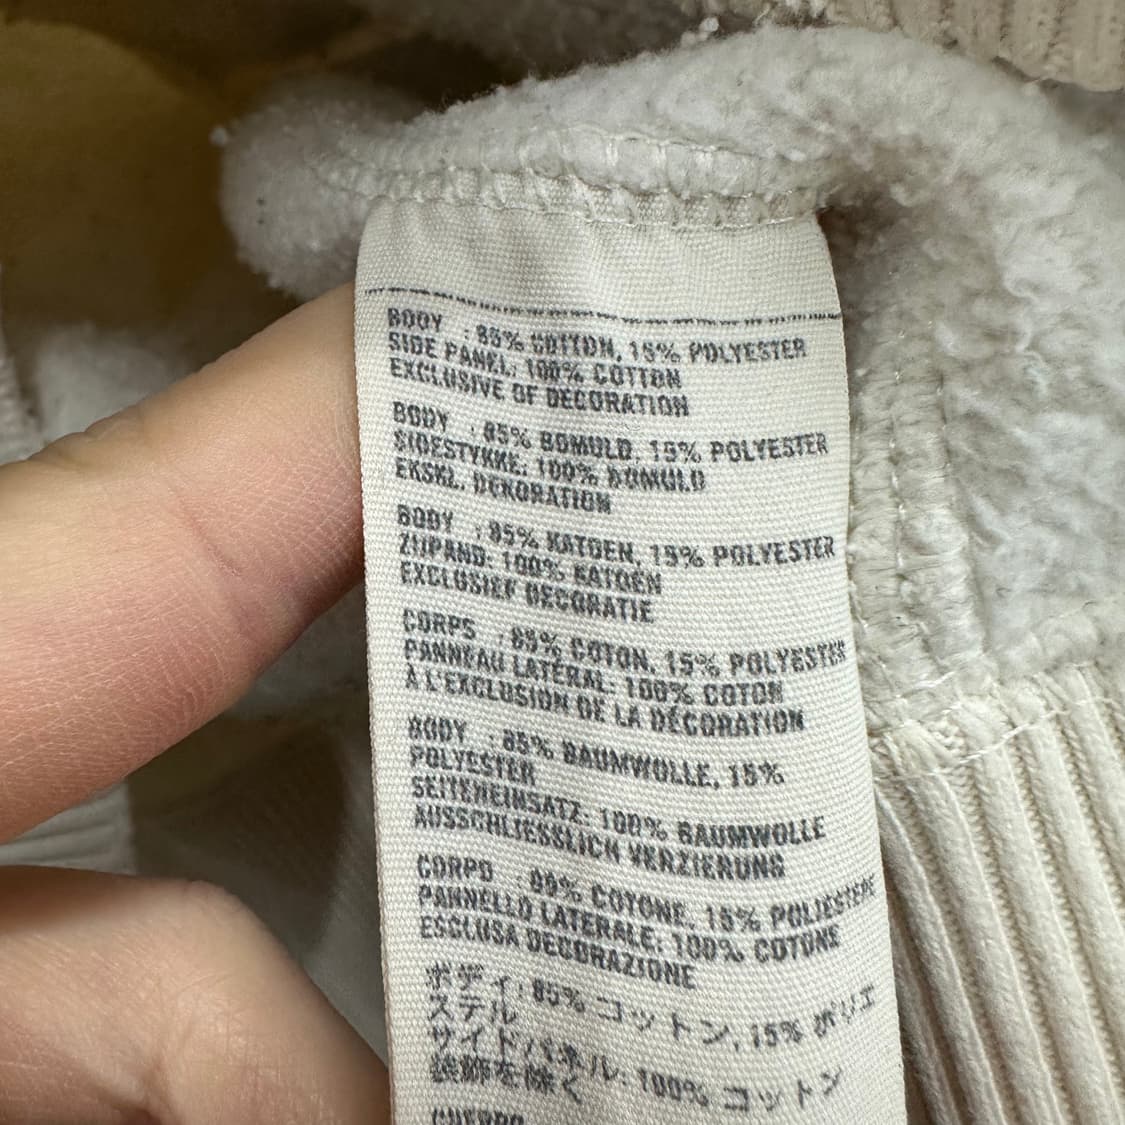 BODY : 85% COTTON, 15% POLYESTER
SIDE PANEL: 100% COTTON
EXCLUSIVE OF DECORATION
BODY : 85% BOMULD, 15% POLYESTER
SIDESTYKKE: 100% BOMULD
EKSKL. DEKORATION
BODY : 85% KATOEN, 15% POLYESTER
ZIJPAND: 100% KATOEN
EXCLUSIEF DECORATIE
CORPS : 85% COTON, 15% POLYESTER
PANNEAU LATÉRAL: 100% COTON
À L'EXCLUSION DE LA DÉCORATION
BODY : 85% BAUMWOLLE, 15%
POLYESTER
SEITENEINSATZ: 100% BAUMWOLLE
AUSSCHLIESSLICH VERZIERUNG
CORPO : 85% COTONE, 15% POLIESTERE
PANNELLO LATERALE: 100% COTONE
ESCLUSA DECORAZIONE
ボディ: 85% コットン, 15% ポリエ
ステル
サイドパネル: 100% コットン
装飾を除く
CUERPO